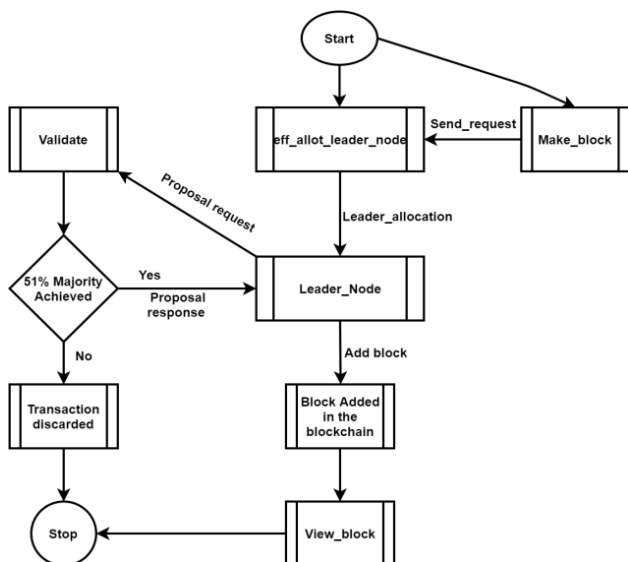 Start
Validate
eff_allot_leader_node
Send_request
Make_block
Proposal request
Leader_allocation
51% Majority
Achieved
Yes
Proposal
response
Leader_Node
No
Add block
Transaction
discarded
Block Added
in the
blockchain
Stop
View_block